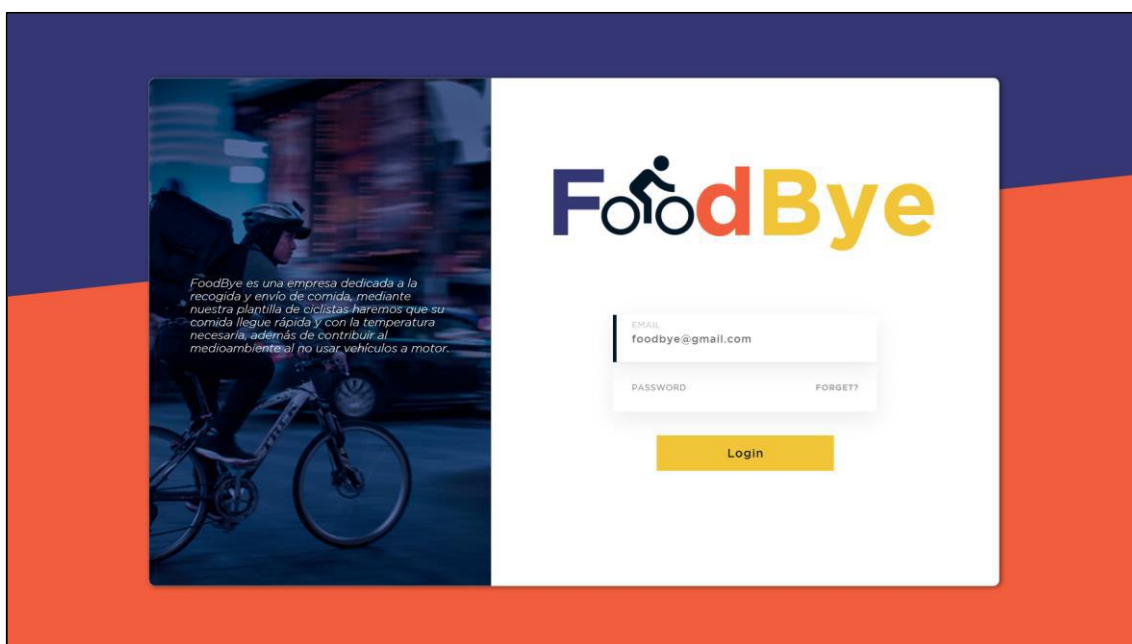 FoodBye
FoodBye es una empresa dedicada a la
recogida y envío de comida, mediante
nuestra plantilla de ciclistas haremos que su
comida llegue rápida y con la temperatura
necesaria, además de contribuir al
medioambiente al no usar vehículos a motor.
EMAIL
foodbye@gmail.com
PASSWORD FORGET?
Login